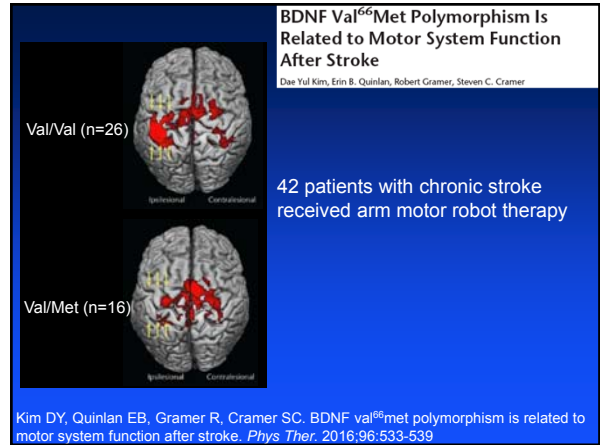 BDNF Val⁶⁶Met Polymorphism Is
Related to Motor System Function
After Stroke
Dae Yul Kim, Erin B. Quinlan, Robert Gramer, Steven C. Cramer
Val/Val (n=26)
Ipsilesional Contralesional
42 patients with chronic stroke
received arm motor robot therapy
Val/Met (n=16)
Ipsilesional Contralesional
Kim DY, Quinlan EB, Gramer R, Cramer SC. BDNF val⁶⁶met polymorphism is related to
motor system function after stroke. Phys Ther. 2016;96:533-539